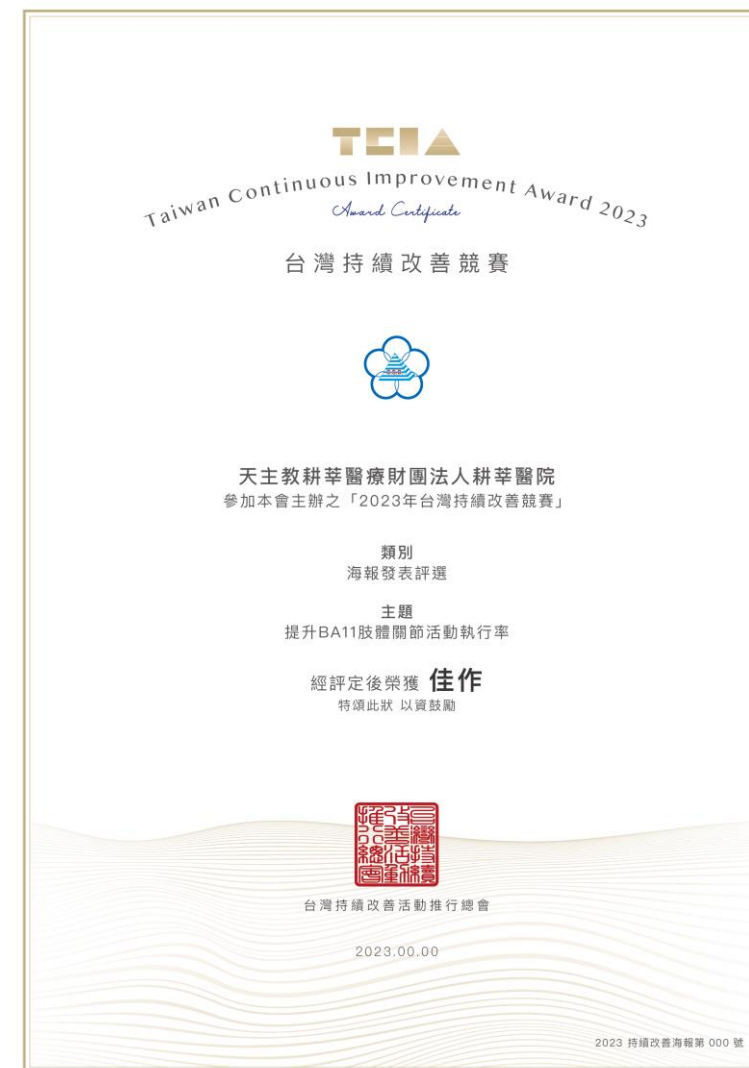 TCIA
Taiwan Continuous Improvement Award 2023
Award Certificate
台灣持續改善競賽
天主教耕莘醫療財團法人耕莘醫院
參加本會主辦之「2023年台灣持續改善競賽」
類別
海報發表評選
主題
提升BA11肢體關節活動執行率
經評定後榮獲 佳作
特頒此狀 以資鼓勵
台灣持續改善活動推行總會
2023.00.00
2023 持續改善海報第 000 號